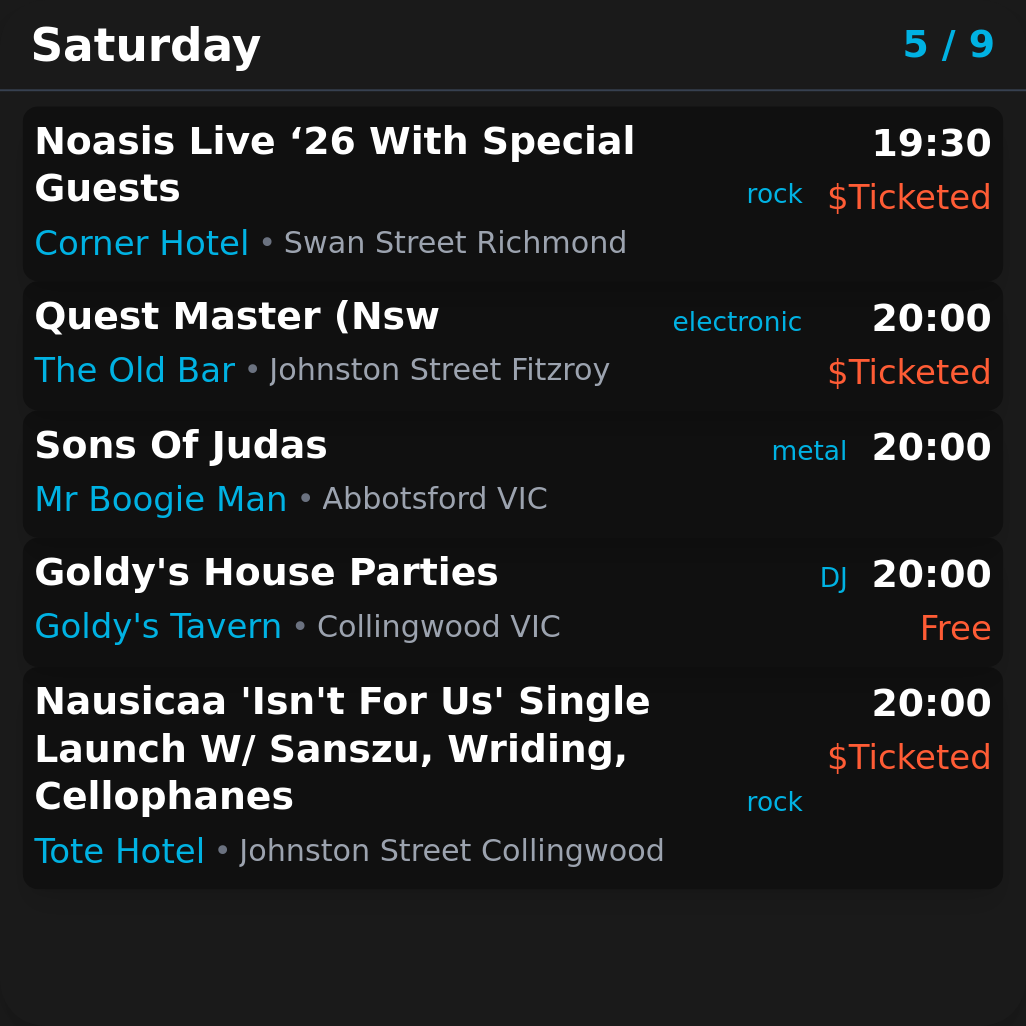 Saturday 5 / 9
Noasis Live ‘26 With Special
Guests
rock
19:30
$Ticketed
Corner Hotel • Swan Street Richmond
Quest Master (Nsw
electronic
20:00
The Old Bar • Johnston Street Fitzroy
$Ticketed
Sons Of Judas
metal
20:00
Mr Boogie Man • Abbotsford VIC
Goldy's House Parties
DJ
20:00
Goldy's Tavern • Collingwood VIC
Free
Nausicaa 'Isn't For Us' Single
Launch W/ Sanszu, Wriding,
Cellophanes
rock
20:00
$Ticketed
Tote Hotel • Johnston Street Collingwood